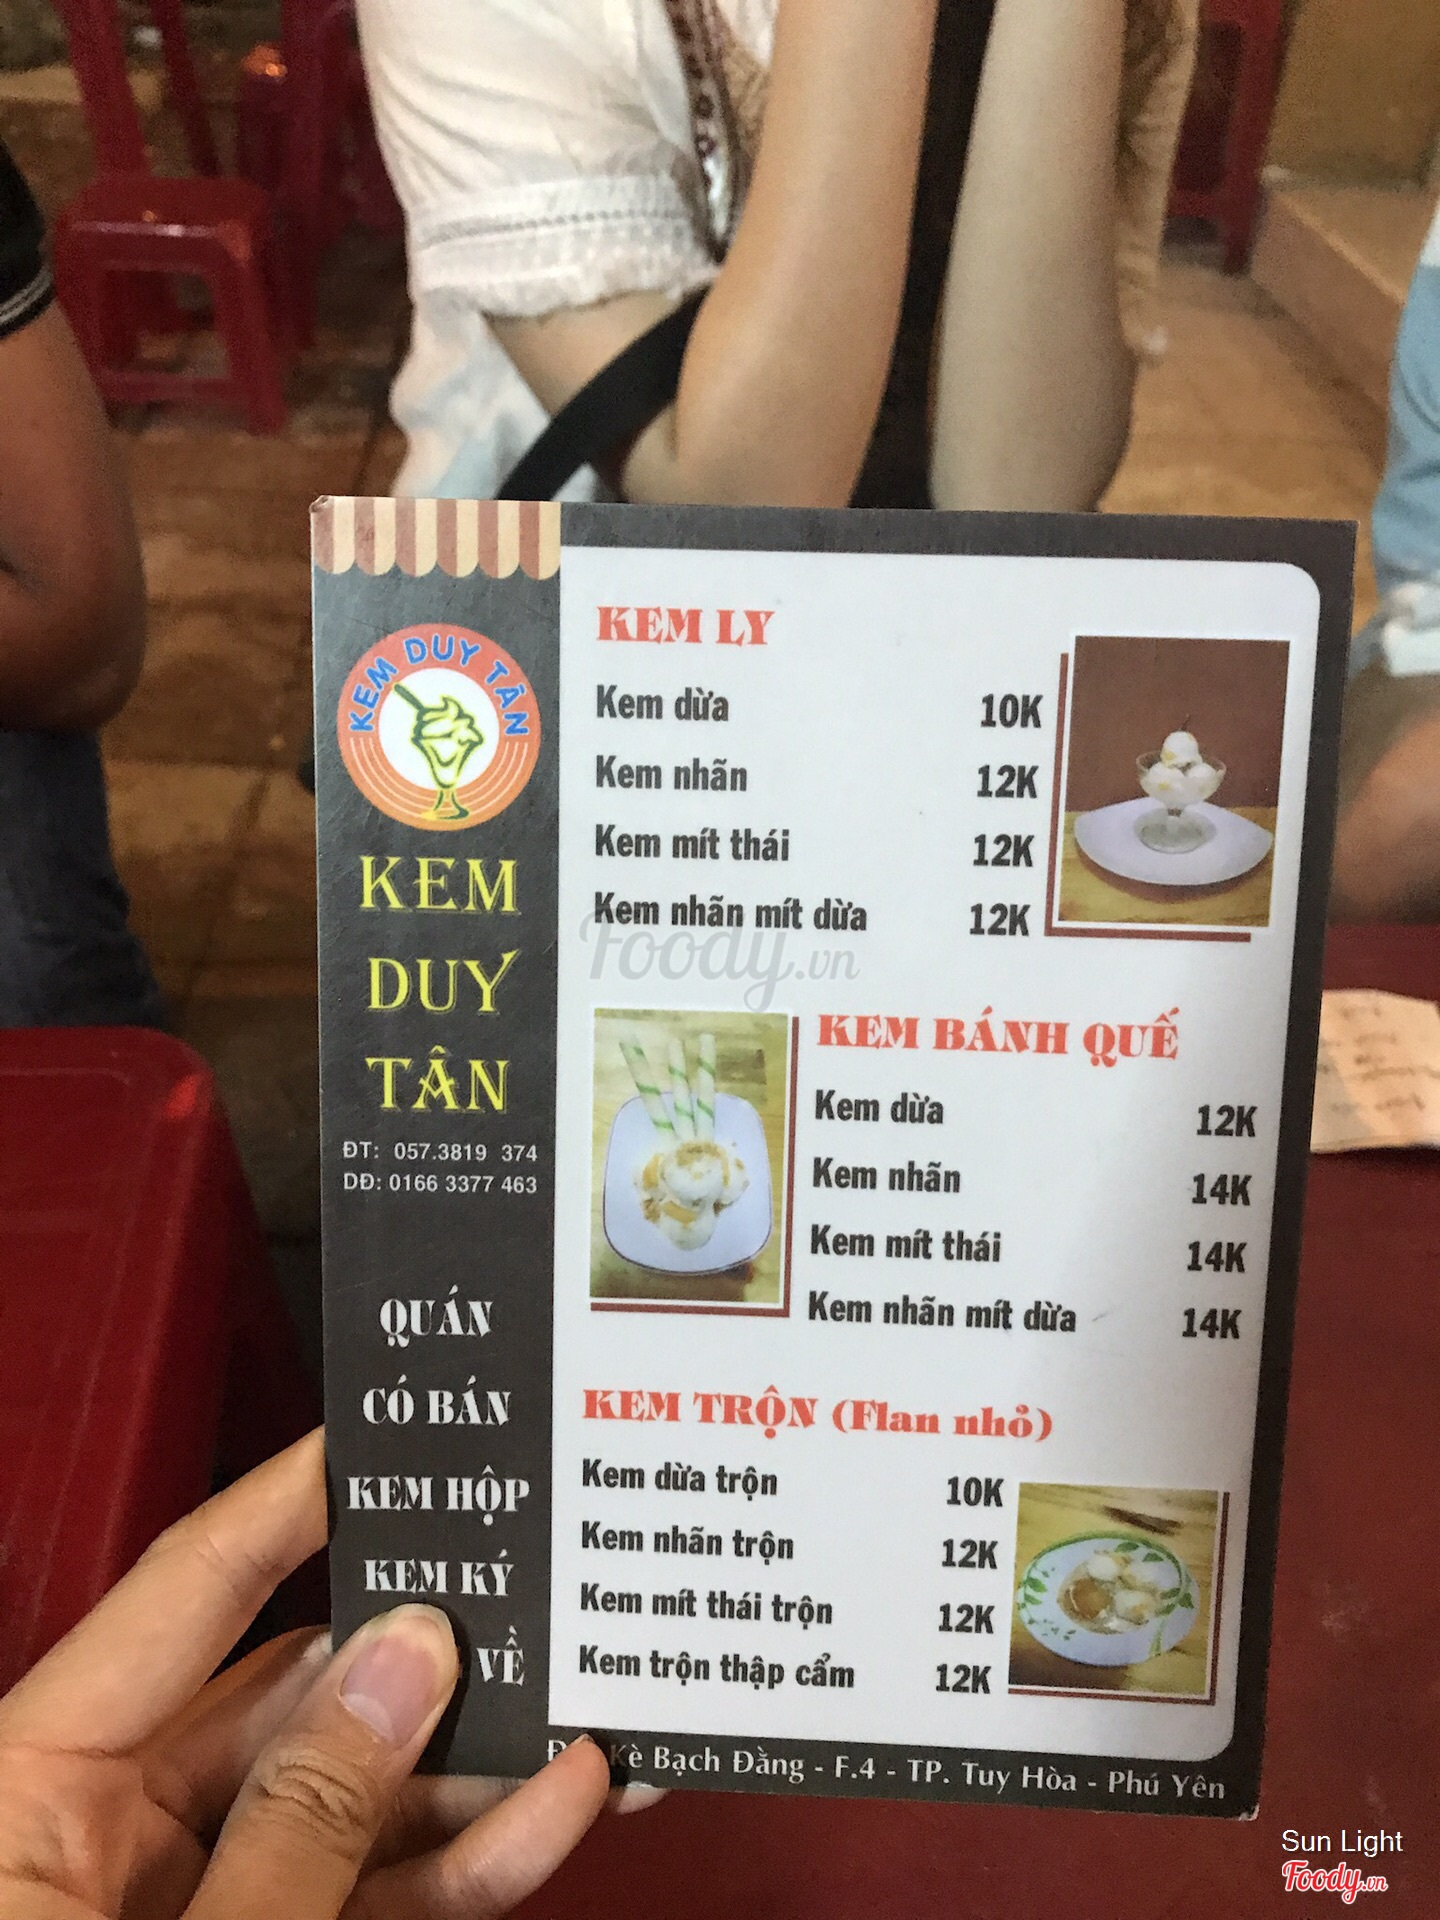 KEM DUY TÂN
KEM
DUY
TÂN
ĐT: 057.3819 374
DĐ: 0166 3377 463
QUÁN
CÓ BÁN
KEM HỘP
KEM KÝ
VỀ
KEM LY
Kem dừa 10K
Kem nhãn 12K
Kem mít thái 12K
Kem nhãn mít dừa 12K
Foody.vn
KEM BÁNH QUẾ
Kem dừa 12K
Kem nhãn 14K
Kem mít thái 14K
Kem nhãn mít dừa 14K
KEM TRỘN (Flan nhỏ)
Kem dừa trộn 10K
Kem nhãn trộn 12K
Kem mít thái trộn 12K
Kem trộn thập cẩm 12K
Kè Bạch Đằng - F.4 - TP. Tuy Hòa - Phú Yên
Sun Light
Foody.vn